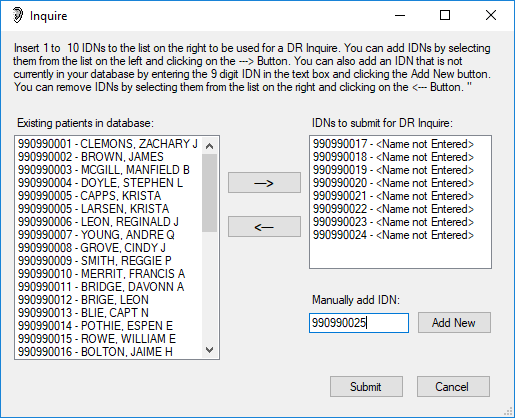 Inquire
Insert 1 to 10 IDNs to the list on the right to be used for a DR Inquire. You can add IDNs by selecting
them from the list on the left and clicking on the ---> Button. You can also add an IDN that is not
currently in your database by entering the 9 digit IDN in the text box and clicking the Add New button.
You can remove IDNs by selecting them from the list on the right and clicking on the <--- Button. "
Existing patients in database:
990990001 - CLEMONS, ZACHARY J
990990002 - BROWN, JAMES
990990003 - MCGILL, MANFIELD B
990990004 - DOYLE, STEPHEN L
990990005 - CAPPS, KRISTA
990990005 - LARSEN, KRISTA
990990006 - LEON, REGINALD J
990990007 - YOUNG, ANDRE Q
990990008 - GROVE, CINDY J
990990009 - SMITH, REGGIE P
990990010 - MERRIT, FRANCIS A
990990011 - BRIDGE, DAVONN A
990990012 - BRIGE, LEON
990990013 - BLIE, CAPT N
990990014 - POTHIE, ESPEN E
990990015 - ROWE, WILLIAM E
990990016 - BOLTON, JAIME H
--->
<---
IDNs to submit for DR Inquire:
990990017 - <Name not Entered>
990990018 - <Name not Entered>
990990019 - <Name not Entered>
990990020 - <Name not Entered>
990990021 - <Name not Entered>
990990022 - <Name not Entered>
990990023 - <Name not Entered>
990990024 - <Name not Entered>
Manually add IDN:
990990025
Add New
Submit
Cancel